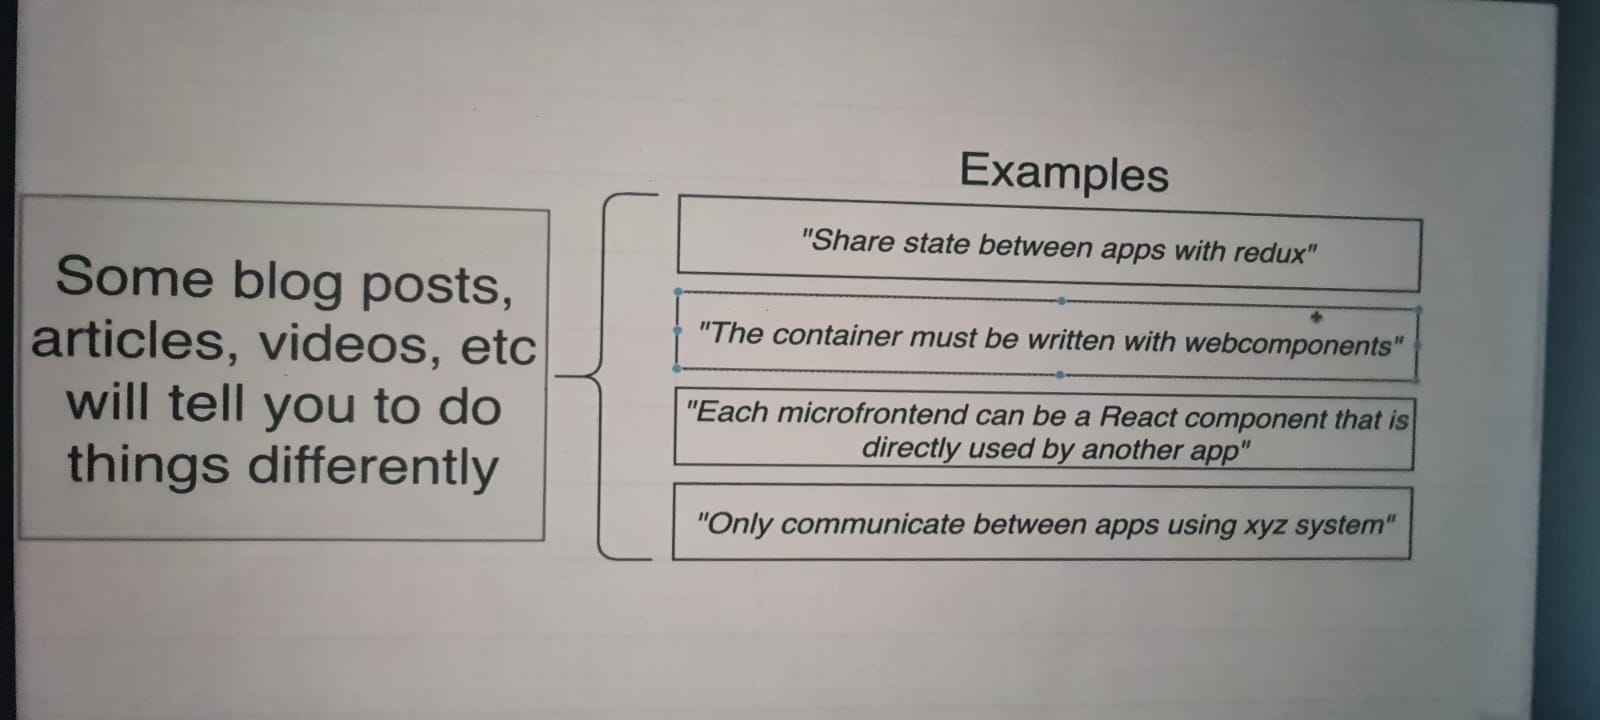 Examples
Some blog posts,
articles, videos, etc
will tell you to do
things differently
"Share state between apps with redux"
"The container must be written with webcomponents"
"Each microfrontend can be a React component that is
directly used by another app"
"Only communicate between apps using xyz system"